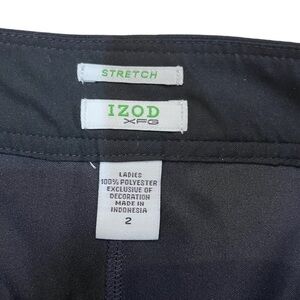 STRETCH
IZOD
XFG
LADIES
100% POLYESTER
EXCLUSIVE OF
DECORATION
MADE IN
INDONESIA
2